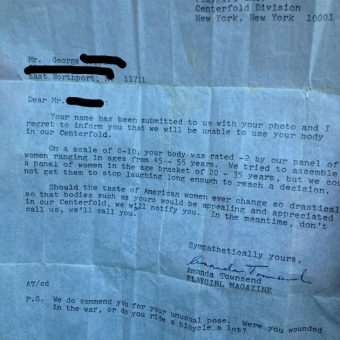 Centerfold Division
New York, New York 10001
Mr. George
East Northport, 11711
Dear Mr. :
Your name has been submitted to us with your photo and I
regret to inform you that we will be unable to use your body
in our Centerfold.
On a scale of 0-10, your body was rated -2 by our panel of
women ranging in ages from 45- 55 years. We tried to assemble
a panel of women in the age bracket of 20 - 35 years, but we cou
not get them to stop laughing long enough to reach a decision.
Should the taste of American women ever change so drastical
so that bodies such as yours would be appealing and appreciated
in our Centerfold, we will notify you. In the meantime, don't
call us, we'll call you.
Sympathetically yours,
Amanda Townsend
Amanda Townsend
PLAYGIRL MAGAZINE
AT/cd
P.S. We do commend you for your unusual pose. Were you wounded
in the war, or do you ride a bicycle a lot?